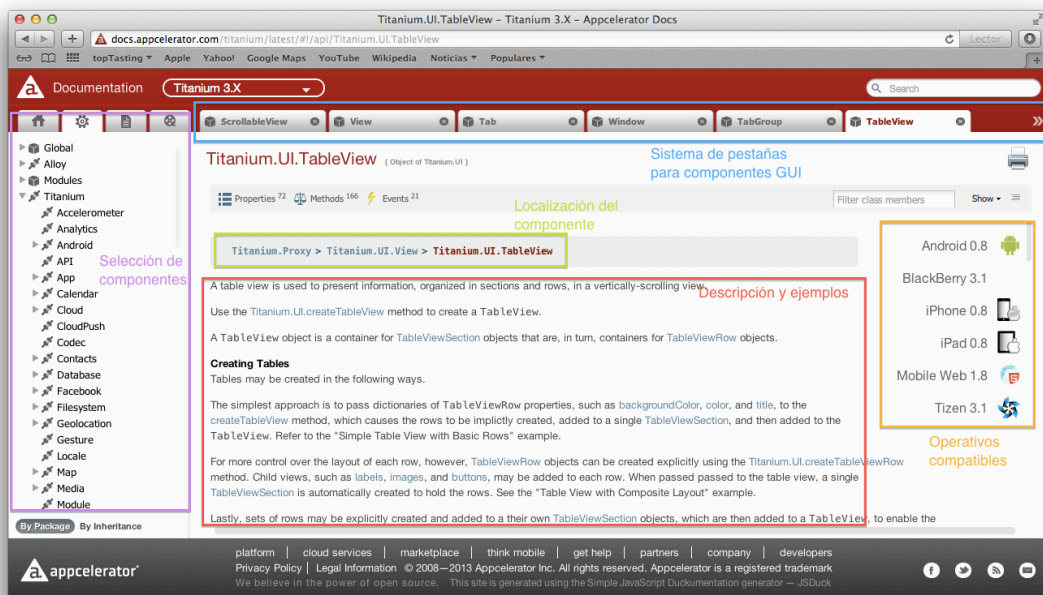 Titanium.UI.TableView – Titanium 3.X – Appcelerator Docs
docs.appcelerator.com/titanium/latest/#!/api/Titanium.UI.TableView
Lector
topTasting Apple Yahoo! Google Maps YouTube Wikipedia Noticias Populares
Documentation Titanium 3.X Search
ScrollableView View Tab Window TabGroup TableView
Global
Alloy
Modules
Titanium
Accelerometer
Analytics
Android
API
App
Calendar
Cloud
CloudPush
Codec
Contacts
Database
Facebook
Filesystem
Geolocation
Gesture
Locale
Map
Media
Module
By Package By Inheritance
Selección de
componentes
Titanium.UI.TableView { Object of Titanium.UI }
Sistema de pestañas
para componentes GUI
Properties 72 Methods 166 Events 21
Filter class members Show
Localización del
componente
Titanium.Proxy > Titanium.UI.View > Titanium.UI.TableView
A table view is used to present information, organized in sections and rows, in a vertically-scrolling view.
Descripción y ejemplos
Use the Titanium.UI.createTableView method to create a TableView.
A TableView object is a container for TableViewSection objects that are, in turn, containers for TableViewRow objects.
Creating Tables
Tables may be created in the following ways.
The simplest approach is to pass dictionaries of TableViewRow properties, such as backgroundColor, color, and title, to the
createTableView method, which causes the rows to be implictly created, added to a single TableViewSection, and then added to the
TableView. Refer to the "Simple Table View with Basic Rows" example.
For more control over the layout of each row, however, TableViewRow objects can be created explicitly using the Titanium.UI.createTableViewRow
method. Child views, such as labels, images, and buttons, may be added to each row. When passed passed to the table view, a single
TableViewSection is automatically created to hold the rows. See the "Table View with Composite Layout" example.
Lastly, sets of rows may be explicitly created and added to a their own TableViewSection objects, which are then added to a TableView, to enable the
Android 0.8
BlackBerry 3.1
iPhone 0.8
iPad 0.8
Mobile Web 1.8
Tizen 3.1
Operativos
compatibles
appcelerator
platform | cloud services | marketplace | think mobile | get help | partners | company | developers
Privacy Policy | Legal Information © 2008—2013 Appcelerator Inc. All rights reserved. Appcelerator is a registered trademark
We believe in the power of open source. This site is generated using the Simple JavaScript Duckumentation generator — JSDuck